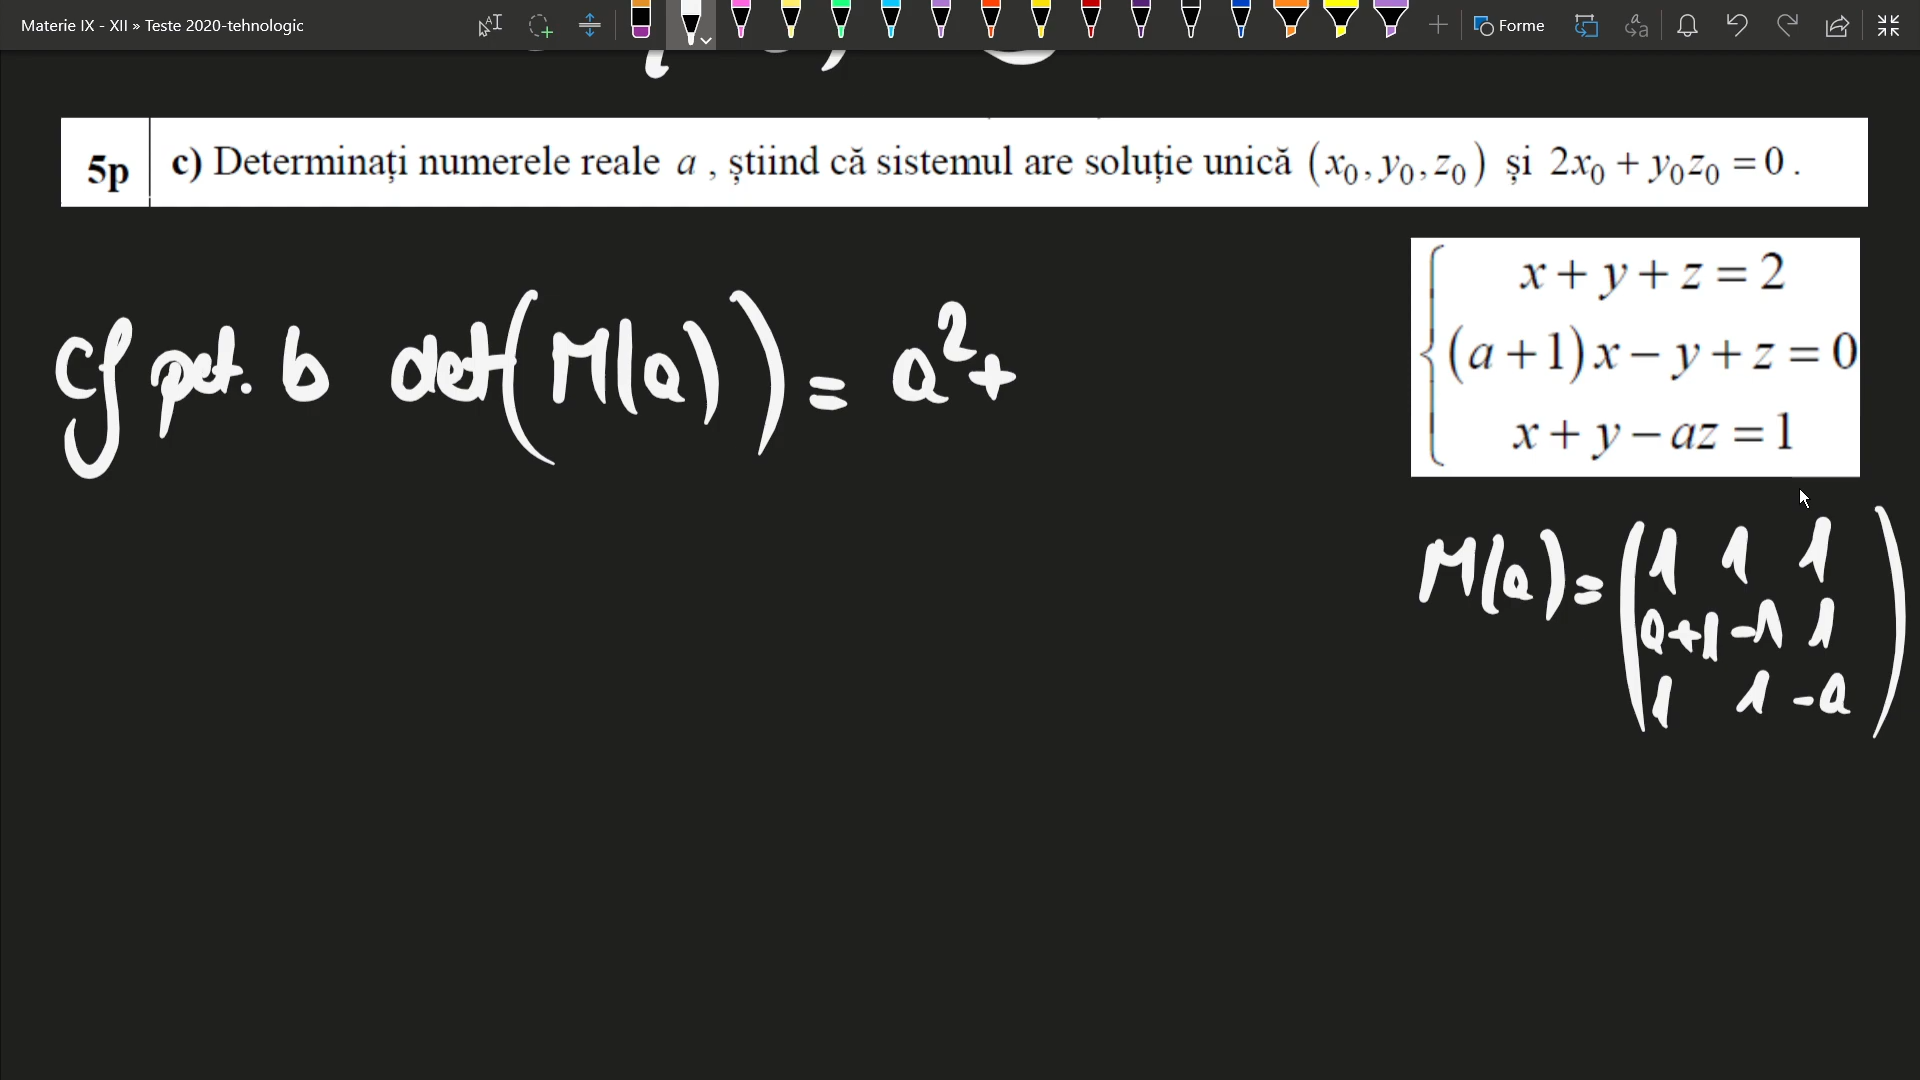 Materie IX - XII » Teste 2020-tehnologic
Forme
5p c) Determinați numerele reale a , știind că sistemul are soluție unică (x₀, y₀, z₀) și 2x₀ + y₀z₀ = 0 .
x + y + z = 2
(a + 1)x − y + z = 0
x + y − az = 1
cf pct. b det(M(a)) = a² +
M(a) = ( 1 1 1
a+1 -1 1
1 1 -a )